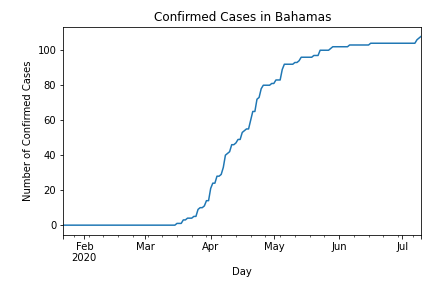 Confirmed Cases in Bahamas
Number of Confirmed Cases
100
80
60
40
20
0
Feb Mar Apr May Jun Jul
2020
Day